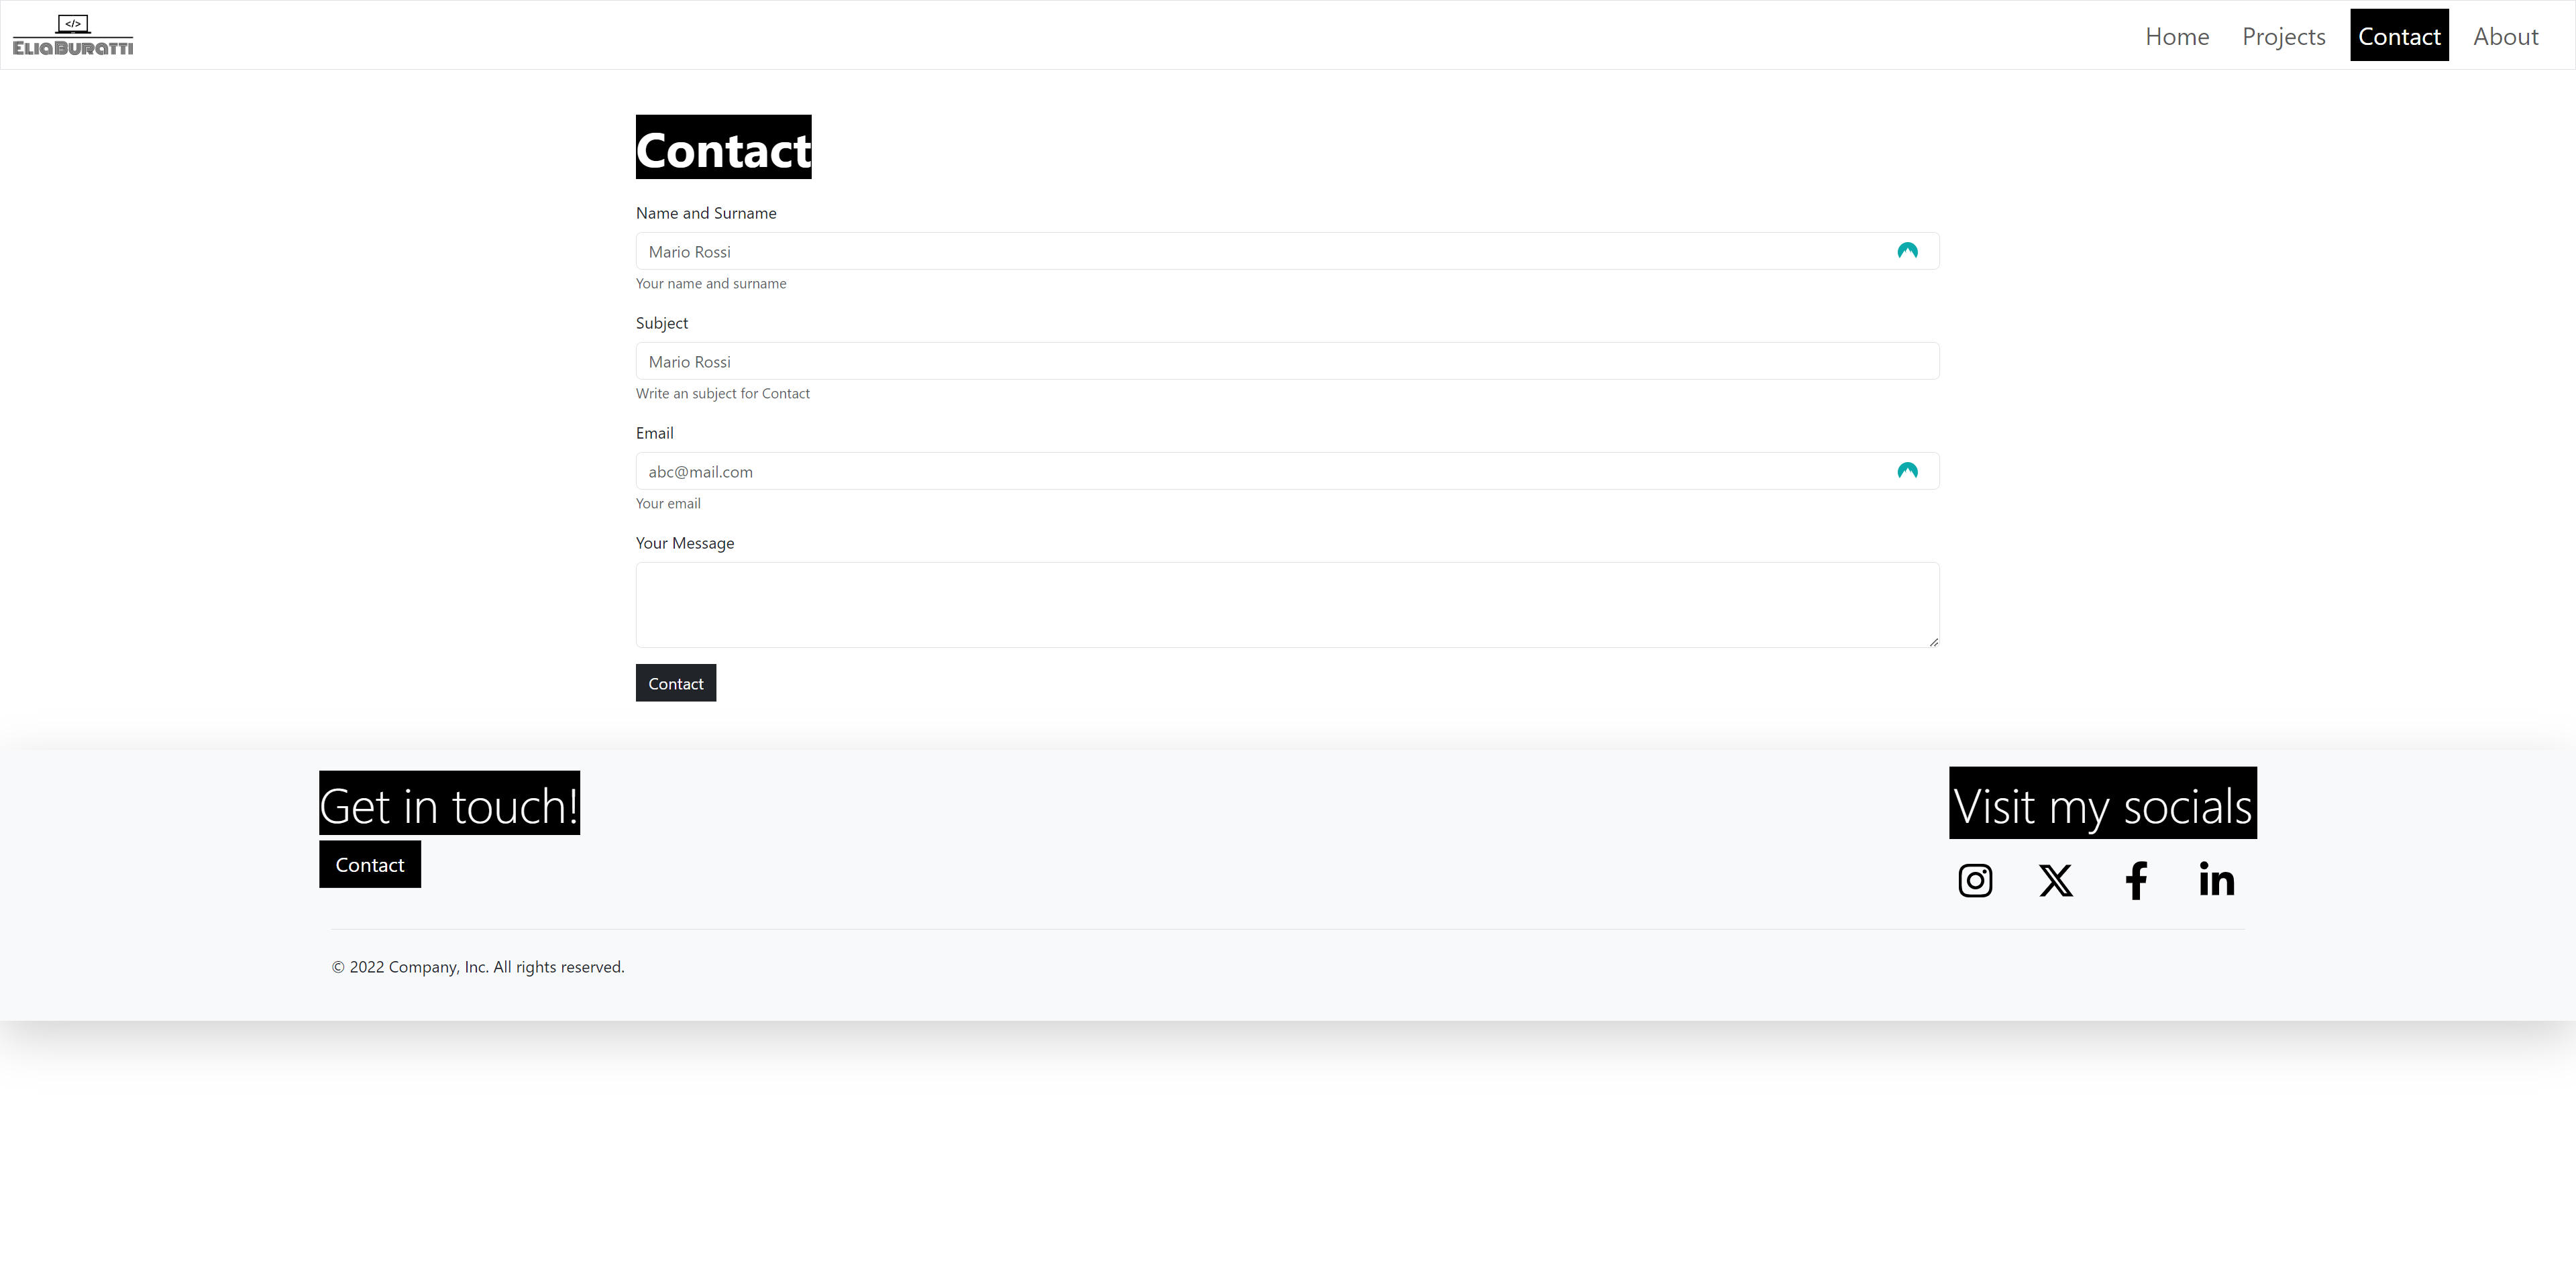 </>
EliaBuratti
Home Projects Contact About
Contact
Name and Surname
Mario Rossi
Your name and surname
Subject
Mario Rossi
Write an subject for Contact
Email
abc@mail.com
Your email
Your Message
Contact
Get in touch!
Contact
Visit my socials
© 2022 Company, Inc. All rights reserved.